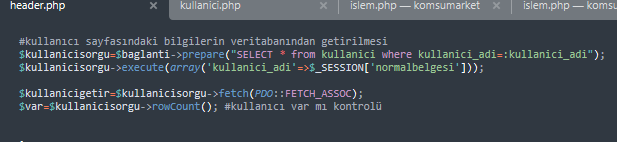 header.php × kullanici.php × islem.php — komsumarket × islem.php — komsu
#kullanıcı sayfasındaki bilgilerin veritabanından getirilmesi
$kullanicisorgu=$baglanti->prepare("SELECT * from kullanici where kullanici_adi=:kullanici_adi");
$kullanicisorgu->execute(array('kullanici_adi'=>$_SESSION['normalbelgesi']));
$kullanicigetir=$kullanicisorgu->fetch(PDO::FETCH_ASSOC);
$var=$kullanicisorgu->rowCount(); #kullanıcı var mı kontrolü